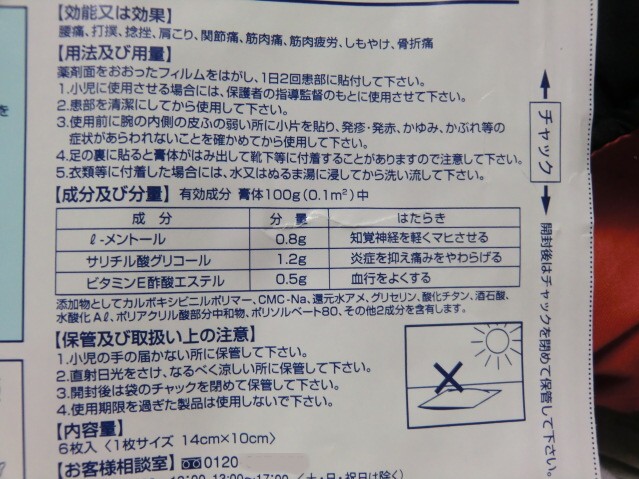 【効能又は効果】
腰痛、打撲、捻挫、肩こり、関節痛、筋肉痛、筋肉疲労、しもやけ、骨折痛
【用法及び用量】
薬剤面をおおったフィルムをはがし、1日2回患部に貼付して下さい。
1.小児に使用させる場合には、保護者の指導監督のもとに使用させて下さい。
2.患部を清潔にしてから使用して下さい。
3.使用前に腕の内側の皮ふの弱い所に小片を貼り、発疹・発赤、かゆみ、かぶれ等の
症状があらわれないことを確かめてから使用して下さい。
4.足の裏に貼ると膏体がはみ出して靴下等に付着することがありますので注意して下さい。
5.衣類等に付着した場合には、水又はぬるま湯に浸してから洗い流して下さい。
【成分及び分量】有効成分 膏体100g(0.1m²)中
成 分 分 量 はたらき
ℓ-メントール 0.8g 知覚神経を軽くマヒさせる
サリチル酸グリコール 1.2g 炎症を抑え痛みをやわらげる
ビタミンE酢酸エステル 0.5g 血行をよくする
添加物としてカルボキシビニルポリマー、CMC-Na、還元水アメ、グリセリン、酸化チタン、酒石酸、
水酸化Aℓ、ポリアクリル酸部分中和物、ポリソルベート80、その他2成分を含有します。
【保管及び取扱い上の注意】
1.小児の手の届かない所に保管して下さい。
2.直射日光をさけ、なるべく涼しい所に保管して下さい。
3.開封後は袋のチャックを閉めて保管して下さい。
4.使用期限を過ぎた製品は使用しないで下さい。
【内容量】
6枚入〈1枚サイズ 14cm×10cm〉
【お客様相談室】 0120
13:00~17:00 (土・日・祝日は除く)
チャック
開封後はチャックを閉めて保管して下さい。
を